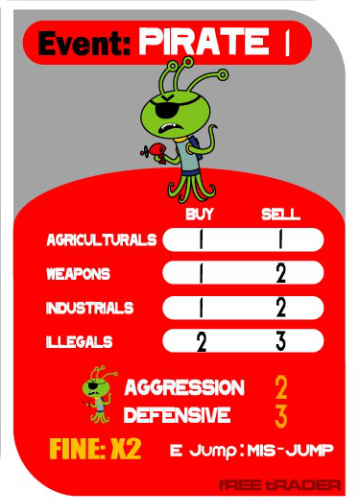 Event: PIRATE 1
BUY SELL
AGRICULTURALS 1 1
WEAPONS 1 2
INDUSTRIALS 1 2
ILLEGALS 2 3
AGGRESSION 2
DEFENSIVE 3
FINE: X2 E Jump: MIS-JUMP
fREE tRADER